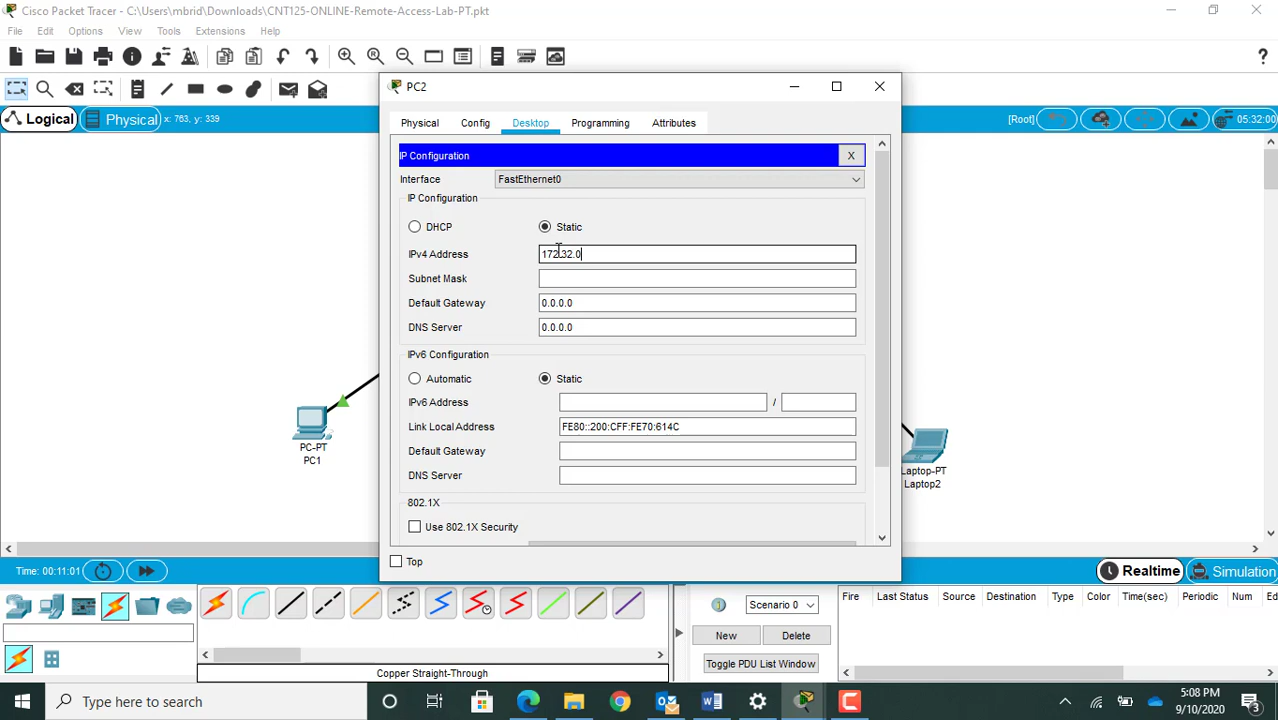 Cisco Packet Tracer - C:\Users\mbrid\Downloads\CNT125-ONLINE-Remote-Access-Lab-PT.pkt
File Edit Options View Tools Extensions Help
?
Logical Physical x: 763, y: 339 [Root] 05:32:00
PC2
Physical Config Desktop Programming Attributes
IP Configuration X
Interface FastEthernet0
IP Configuration
DHCP Static
IPv4 Address 172.32.0
Subnet Mask
Default Gateway 0.0.0.0
DNS Server 0.0.0.0
IPv6 Configuration
Automatic Static
IPv6 Address /
Link Local Address FE80::200:CFF:FE70:614C
Default Gateway
DNS Server
802.1X
Use 802.1X Security
Top
PC-PT
PC1
Laptop-PT
Laptop2
Time: 00:11:01 Realtime Simulation
Scenario 0
New Delete
Toggle PDU List Window
Fire Last Status Source Destination Type Color Time(sec) Periodic Num Ed
Copper Straight-Through
Type here to search
5:08 PM
9/10/2020
3